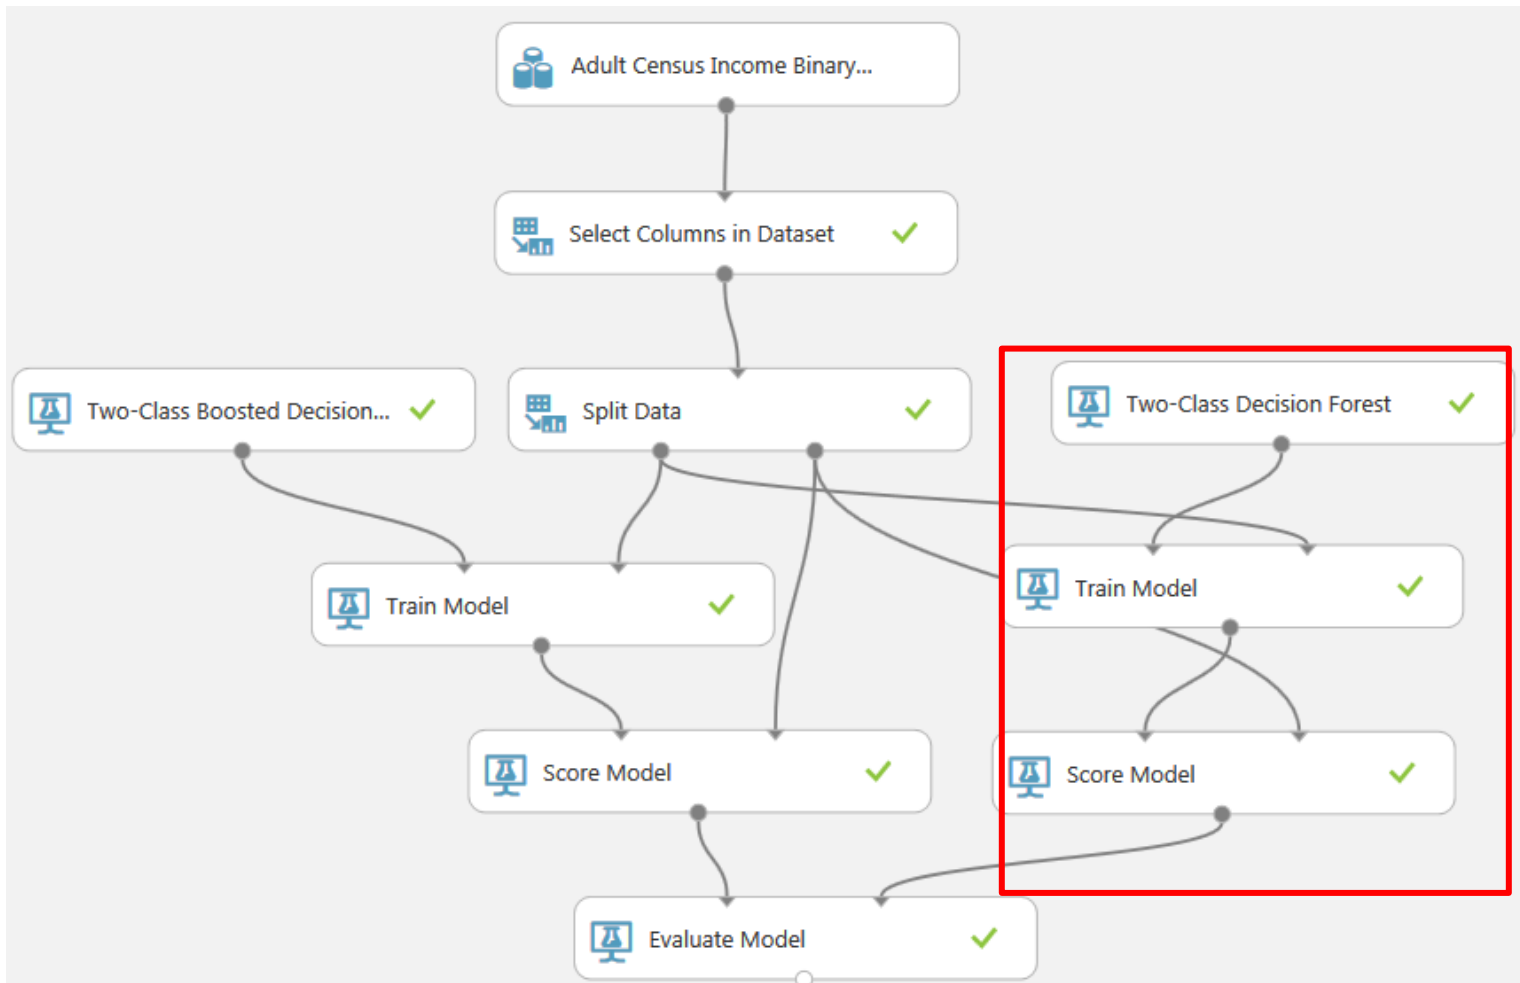 Adult Census Income Binary...
Select Columns in Dataset
Two-Class Boosted Decision...
Split Data
Two-Class Decision Forest
Train Model
Train Model
Score Model
Score Model
Evaluate Model